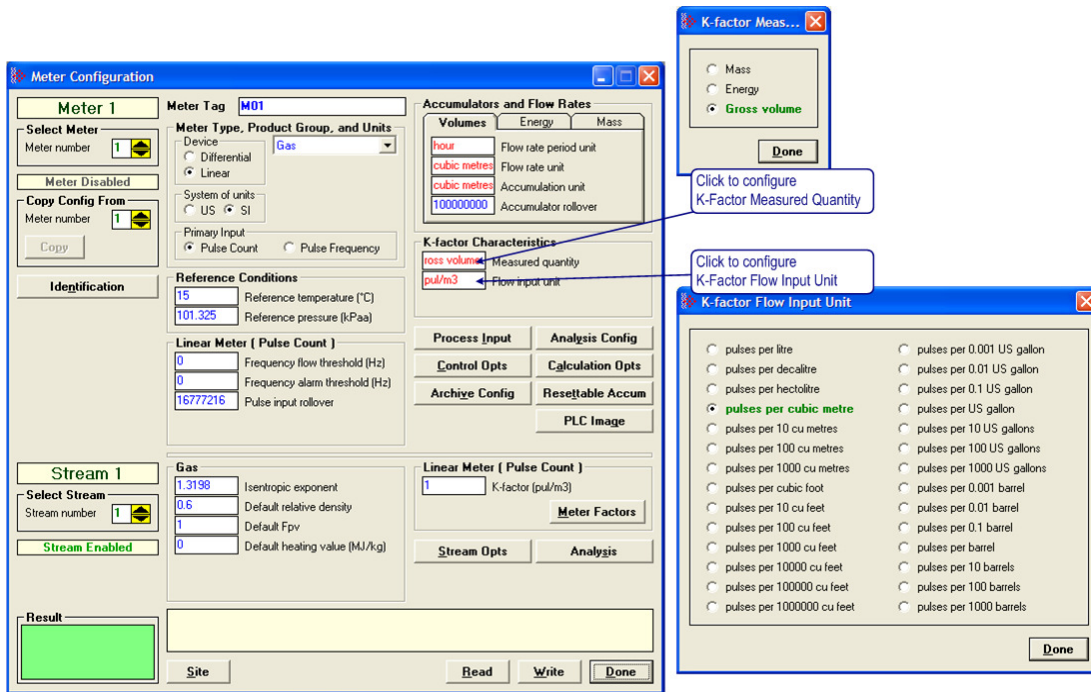 Meter Configuration
Meter 1
Select Meter
Meter number 1
Meter Disabled
Copy Config From
Meter number 1
Copy
Identification
Meter Tag M01
Meter Type, Product Group, and Units
Device
Differential
Linear
Gas
System of units
US SI
Primary Input
Pulse Count Pulse Frequency
Reference Conditions
15 Reference temperature (°C)
101.325 Reference pressure (kPaa)
Linear Meter ( Pulse Count )
0 Frequency flow threshold (Hz)
0 Frequency alarm threshold (Hz)
16777216 Pulse input rollover
Accumulators and Flow Rates
Volumes Energy Mass
hour Flow rate period unit
cubic metres Flow rate unit
cubic metres Accumulation unit
100000000 Accumulator rollover
K-factor Characteristics
ross volume Measured quantity
pul/m3 Flow input unit
Process Input Analysis Config
Control Opts Calculation Opts
Archive Config Resettable Accum
PLC Image
Stream 1
Select Stream
Stream number 1
Stream Enabled
Gas
1.3198 Isentropic exponent
0.6 Default relative density
1 Default Fpv
0 Default heating value (MJ/kg)
Linear Meter ( Pulse Count )
1 K-factor (pul/m3)
Meter Factors
Stream Opts Analysis
Result
Site Read Write Done
K-factor Meas...
Mass
Energy
Gross volume
Done
Click to configure
K-Factor Measured Quantity
Click to configure
K-Factor Flow Input Unit
K-factor Flow Input Unit
pulses per litre
pulses per decalitre
pulses per hectolitre
pulses per cubic metre
pulses per 10 cu metres
pulses per 100 cu metres
pulses per 1000 cu metres
pulses per cubic foot
pulses per 10 cu feet
pulses per 100 cu feet
pulses per 1000 cu feet
pulses per 10000 cu feet
pulses per 100000 cu feet
pulses per 1000000 cu feet
pulses per 0.001 US gallon
pulses per 0.01 US gallon
pulses per 0.1 US gallon
pulses per US gallon
pulses per 10 US gallons
pulses per 100 US gallons
pulses per 1000 US gallons
pulses per 0.001 barrel
pulses per 0.01 barrel
pulses per 0.1 barrel
pulses per barrel
pulses per 10 barrels
pulses per 100 barrels
pulses per 1000 barrels
Done